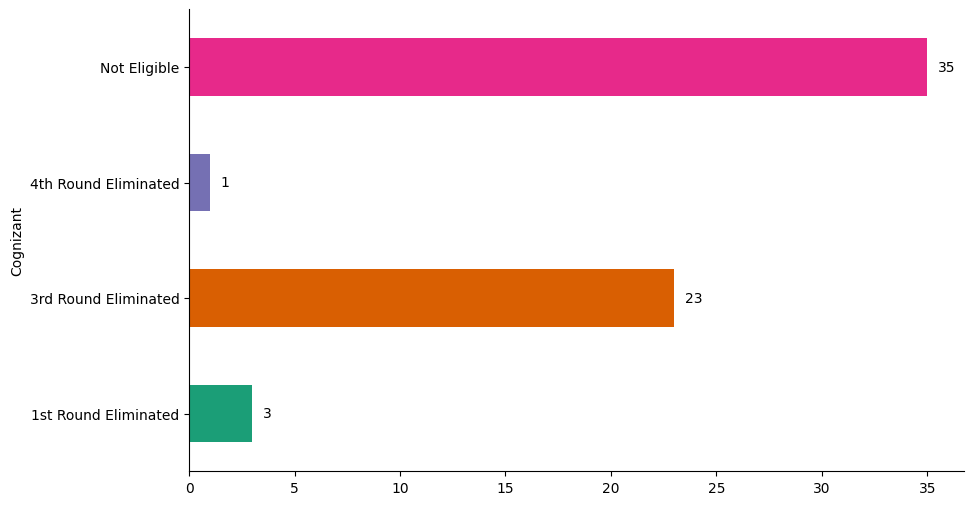 Not Eligible
35
4th Round Eliminated
1
Cognizant
3rd Round Eliminated
23
1st Round Eliminated
3
0 5 10 15 20 25 30 35